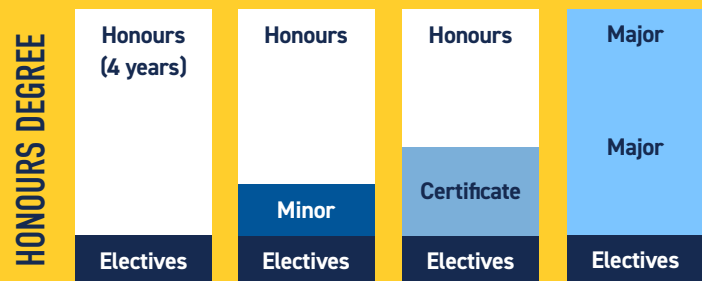 HONOURS DEGREE
Honours
(4 years)
Electives
Honours
Minor
Electives
Honours
Certificate
Electives
Major
Major
Electives